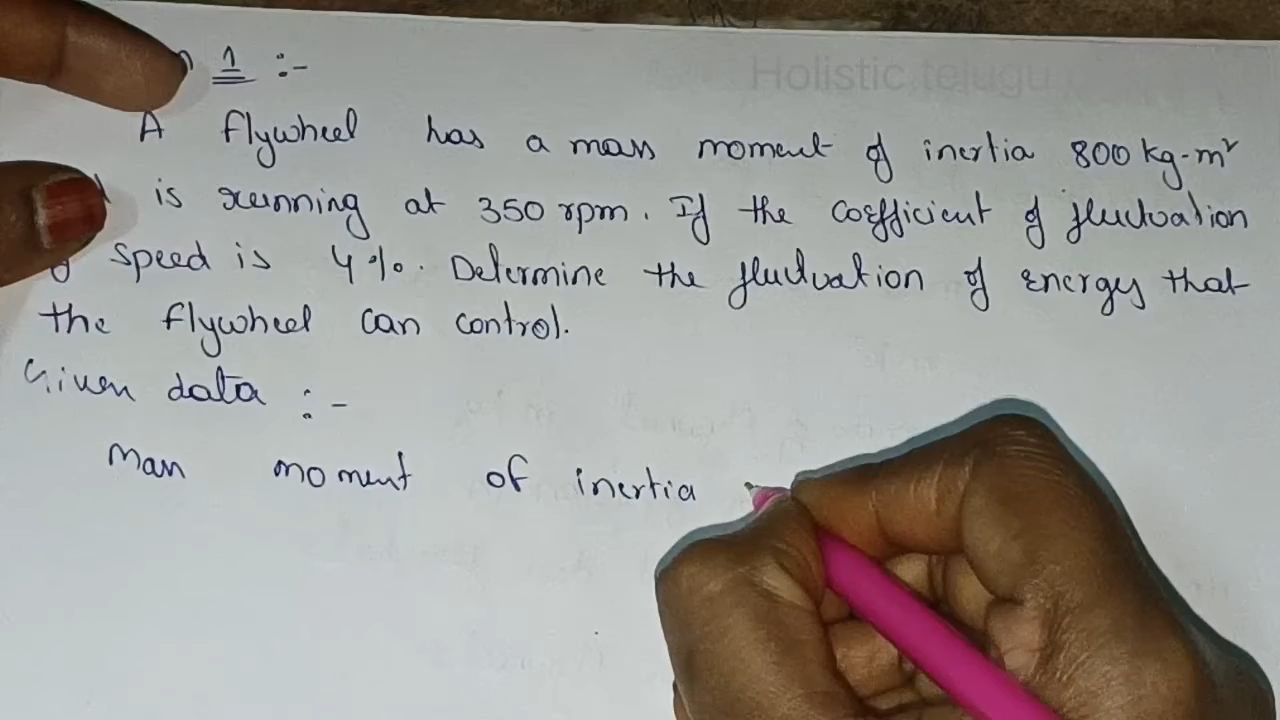 1 :-
Holistic telugu
A flywheel has a mass moment of inertia 800 kg-m²
is running at 350 rpm. If the coefficient of fluctuation
speed is 4%. Determine the fluctuation of energy that
the flywheel can control.
Given data :-
Mass moment of inertia